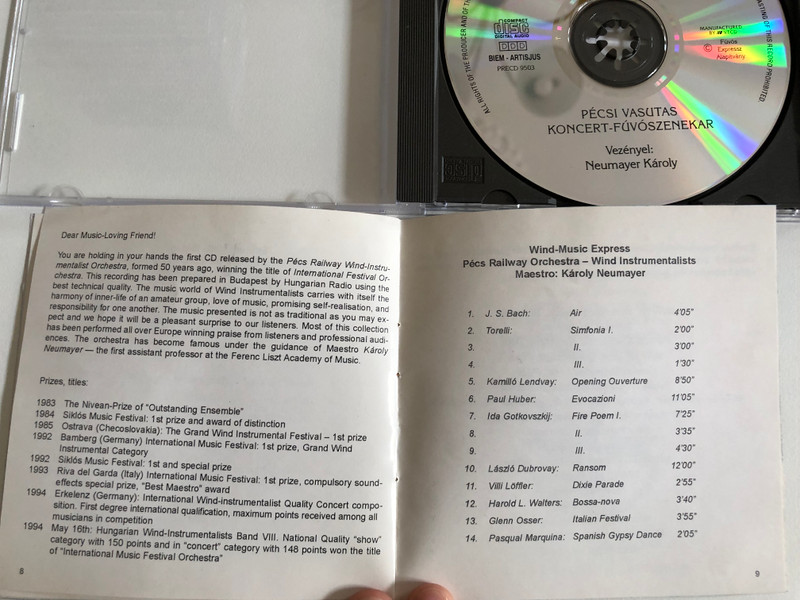 COMPACT
disc
DIGITAL AUDIO
DDD
BIEM - ARTISJUS
PRECD 9503
MANUFACTURED
BY VTCD
© Fúvós
Expressz
Alapítvány
ALL RIGHTS OF THE PRODUCER AND OF
CASTING OF THIS RECORD PROHIBITED.
PÉCSI VASUTAS
KONCERT-FÚVÓSZENEKAR
Vezényel:
Neumayer Károly
Dear Music-Loving Friend!
You are holding in your hands the first CD released by the Pécs Railway Wind-Instru-
mentalist Orchestra, formed 50 years ago, winning the title of International Festival Or-
chestra. This recording has been prepared in Budapest by Hungarian Radio using the
best technical quality. The music world of Wind Instrumentalists carries with itself the
harmony of inner-life of an amateur group, love of music, promising self-realisation, and
responsibility for one another. The music presented is not as traditional as you may ex-
pect and we hope it will be a pleasant surprise to our listeners. Most of this collection
has been performed all over Europe winning praise from listeners and professional audi-
ences. The orchestra has become famous under the guidance of Maestro Károly
Neumayer — the first assistant professor at the Ferenc Liszt Academy of Music.
Prizes, titles:
1983 The Nivean-Prize of "Outstanding Ensemble"
1984 Siklós Music Festival: 1st prize and award of distinction
1985 Ostrava (Checoslovakia): The Grand Wind Instrumental Festival – 1st prize
1992 Bamberg (Germany) International Music Festival: 1st prize, Grand Wind
Instrumental Category
1992 Siklós Music Festival: 1st and special prize
1993 Riva del Garda (Italy) International Music Festival: 1st prize, compulsory sound-
effects special prize, "Best Maestro" award
1994 Erkelenz (Germany): International Wind-instrumentalist Quality Concert compo-
sition. First degree international qualification, maximum points received among all
musicians in competition
1994 May 16th: Hungarian Wind-Instrumentalists Band VIII. National Quality "show"
category with 150 points and in "concert" category with 148 points won the title
of "International Music Festival Orchestra"
8
Wind-Music Express
Pécs Railway Orchestra – Wind Instrumentalists
Maestro: Károly Neumayer
1. J. S. Bach: Air 4'05"
2. Torelli: Simfonia I. 2'00"
3. II. 3'00"
4. III. 1'30"
5. Kamilló Lendvay: Opening Ouverture 8'50"
6. Paul Huber: Evocazioni 11'05"
7. Ida Gotkovszkij: Fire Poem I. 7'25"
8. II. 3'35"
9. III. 4'30"
10. László Dubrovay: Ransom 12'00"
11. Villi Löffler: Dixie Parade 2'55"
12. Harold L. Walters: Bossa-nova 3'40"
13. Glenn Osser: Italian Festival 3'55"
14. Pasqual Marquina: Spanish Gypsy Dance 2'05"
9